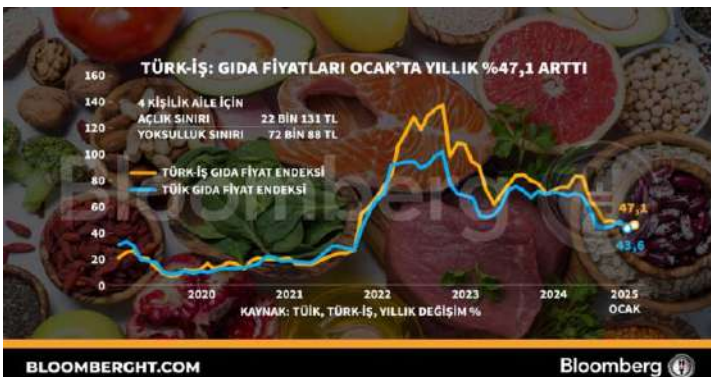 TÜRK-İŞ: GIDA FİYATLARI OCAK'TA YILLIK %47,1 ARTTI
160
140
120
100
80
60
40
20
0
4 KİŞİLİK AİLE İÇİN
AÇLIK SINIRI 22 BİN 131 TL
YOKSULLUK SINIRI 72 BİN 88 TL
TÜRK-İŞ GIDA FİYAT ENDEKSİ
TÜİK GIDA FİYAT ENDEKSİ
Bloomberg
47,1
43,6
2020 2021 2022 2023 2024 2025
OCAK
KAYNAK: TÜİK, TÜRK-İŞ, YILLIK DEĞİŞİM %
BLOOMBERGHT.COM
Bloomberg